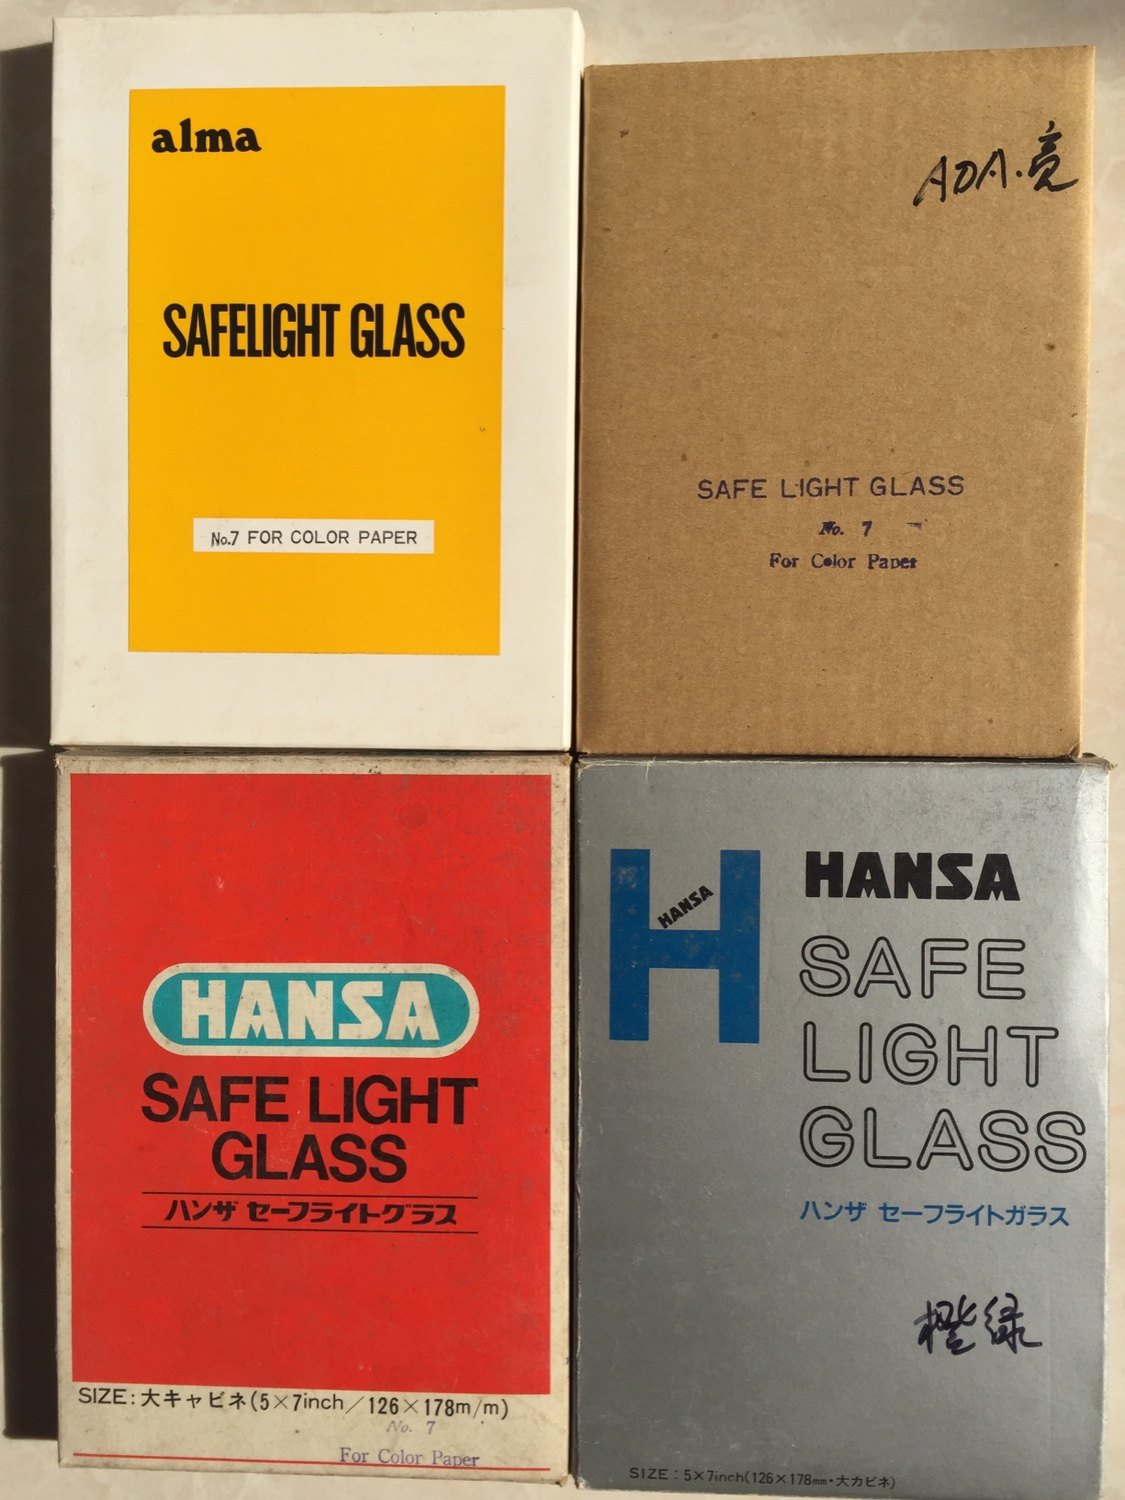 alma
SAFELIGHT GLASS
No.7 FOR COLOR PAPER
ADA.亮
SAFE LIGHT GLASS
No. 7
For Color Paper
HANSA
SAFE LIGHT
GLASS
ハンザ セーフライトグラス
SIZE:大キャビネ(5×7inch/126×178m/m)
No. 7
For Color Paper
HANSA
HANSA
SAFE
LIGHT
GLASS
ハンザ セーフライトガラス
橙緑
SIZE:5×7inch(126×178mm・大カビネ)